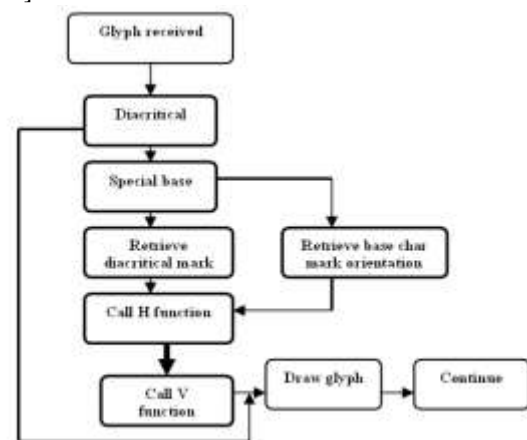 Glyph received
Diacritical
Special base
Retrieve
diacritical mark
Retrieve base char
mark orientation
Call H function
Call V
function
Draw glyph
Continue